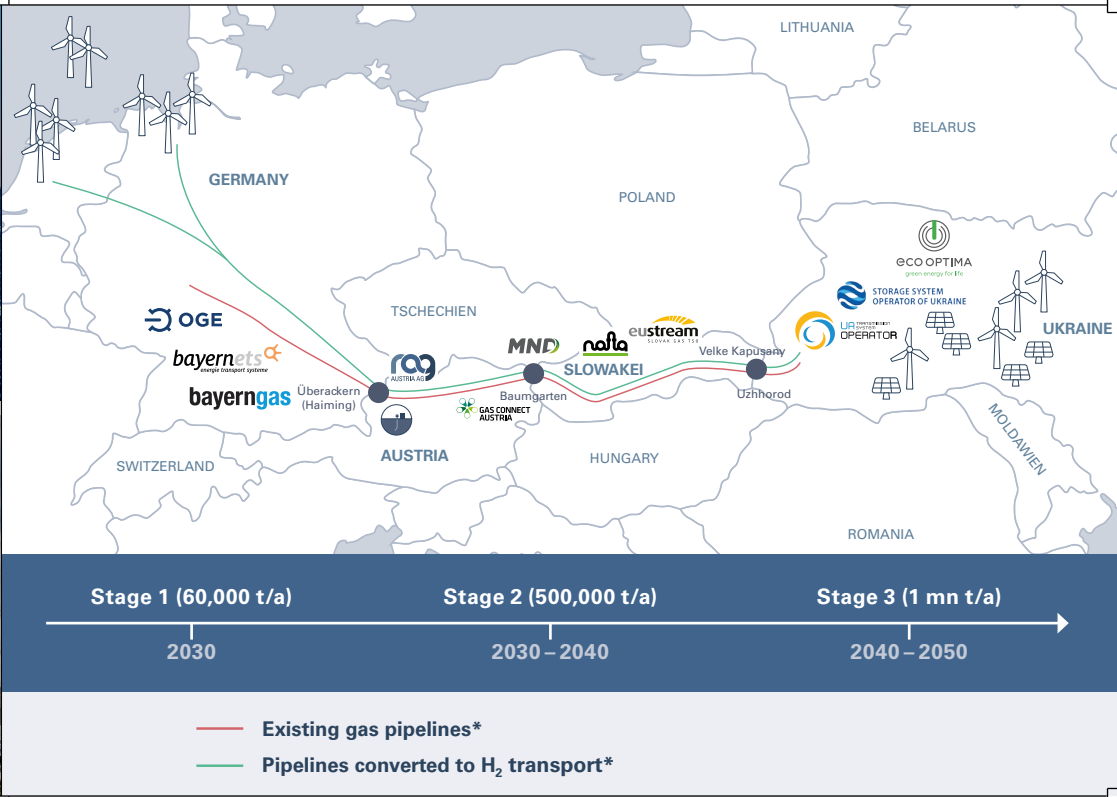 LITHUANIA
BELARUS
GERMANY
POLAND
ECO OPTIMA
green energy for life
STORAGE SYSTEM
OPERATOR OF UKRAINE
TSCHECHIEN
OGE
eustream
SLOVAK GAS TSO
UA TRANSMISSION
SYSTEM
OPERATOR
UKRAINE
bayernets
energie transport systeme
MND
nafta
Velke Kapusany
rag
AUSTRIA AG
SLOWAKEI
bayerngas
Überackern
(Haiming)
Baumgarten
Uzhhorod
GAS CONNECT
AUSTRIA
MOLDAWIEN
SWITZERLAND
AUSTRIA
HUNGARY
ROMANIA
Stage 1 (60,000 t/a)
Stage 2 (500,000 t/a)
Stage 3 (1 mn t/a)
2030
2030–2040
2040–2050
Existing gas pipelines*
Pipelines converted to H₂ transport*